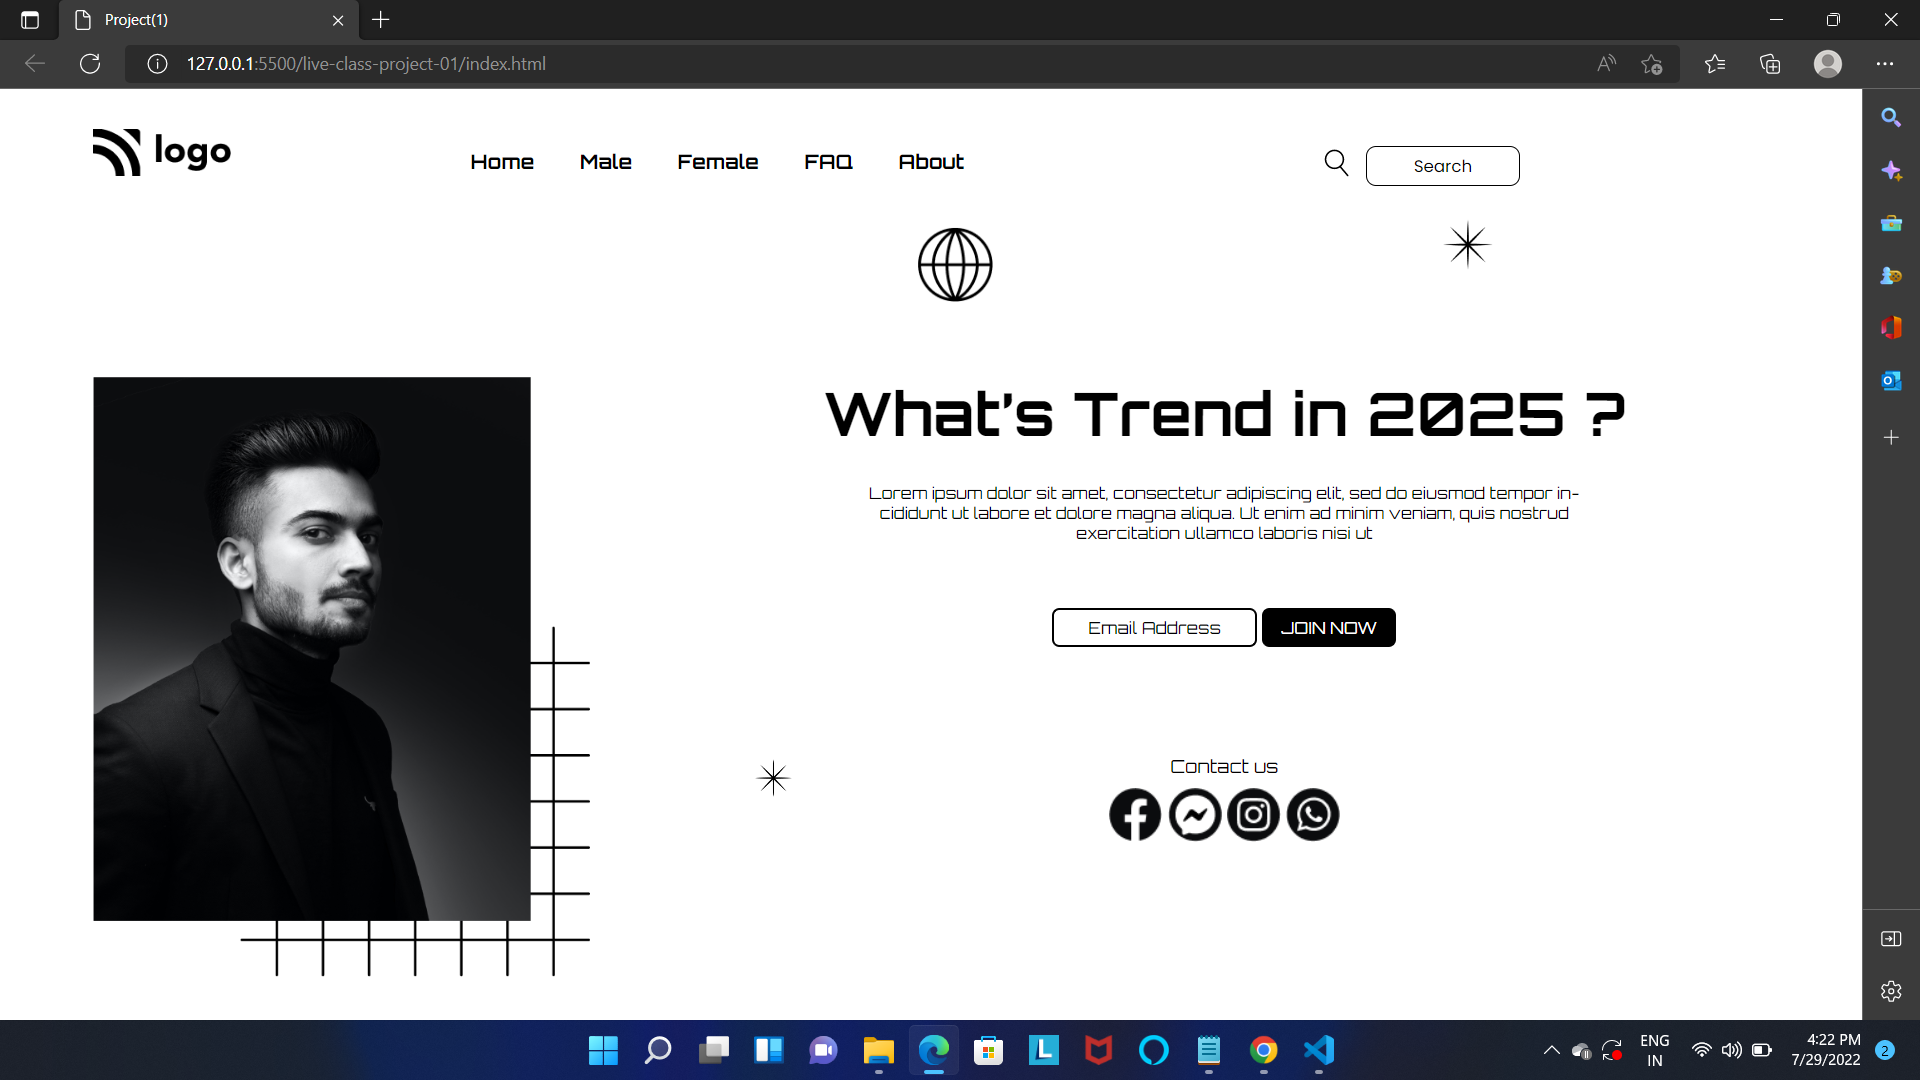 Project(1)
127.0.0.1:5500/live-class-project-01/index.html
logo
Home Male Female FAQ About
Search
What's Trend in 2025 ?
Lorem ipsum dolor sit amet, consectetur adipiscing elit, sed do eiusmod tempor in-
cididunt ut labore et dolore magna aliqua. Ut enim ad minim veniam, quis nostrud
exercitation ullamco laboris nisi ut
Email Address JOIN NOW
Contact us
ENG
IN
4:22 PM
7/29/2022
2